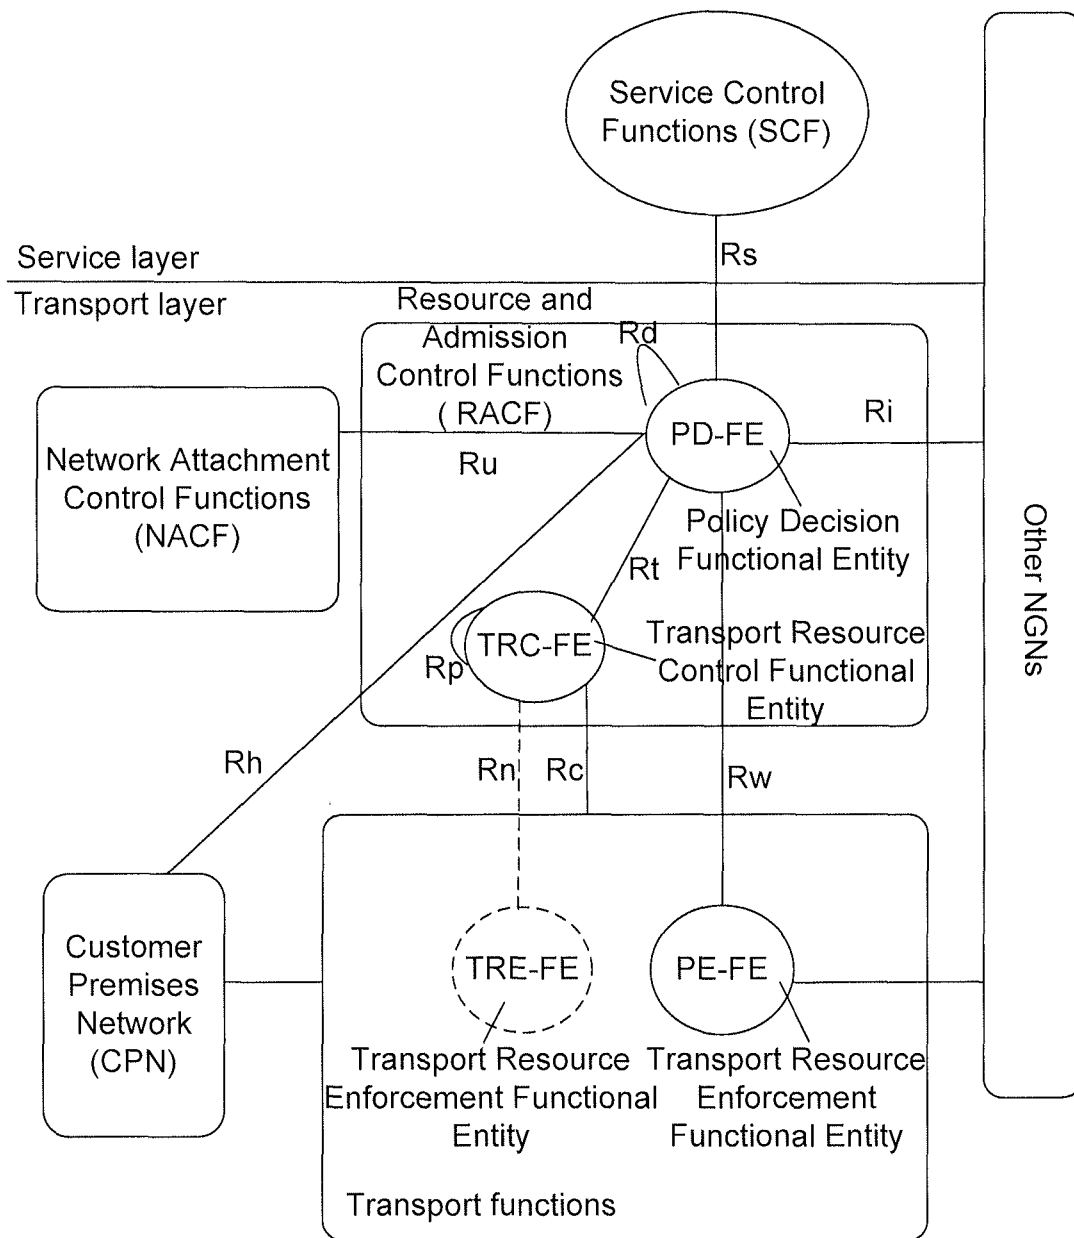 Service Control
Functions (SCF)
Service layer
Rs
Transport layer
Resource and
Admission
Control Functions
( RACF)
Rd
PD-FE
Ri
Network Attachment
Control Functions
(NACF)
Ru
Policy Decision
Functional Entity
Rt
TRC-FE
Rp
Transport Resource
Control Functional
Entity
Other NGNs
Rh
Rn
Rc
Rw
Customer
Premises
Network
(CPN)
TRE-FE
PE-FE
Transport Resource
Enforcement Functional
Entity
Transport Resource
Enforcement
Functional Entity
Transport functions